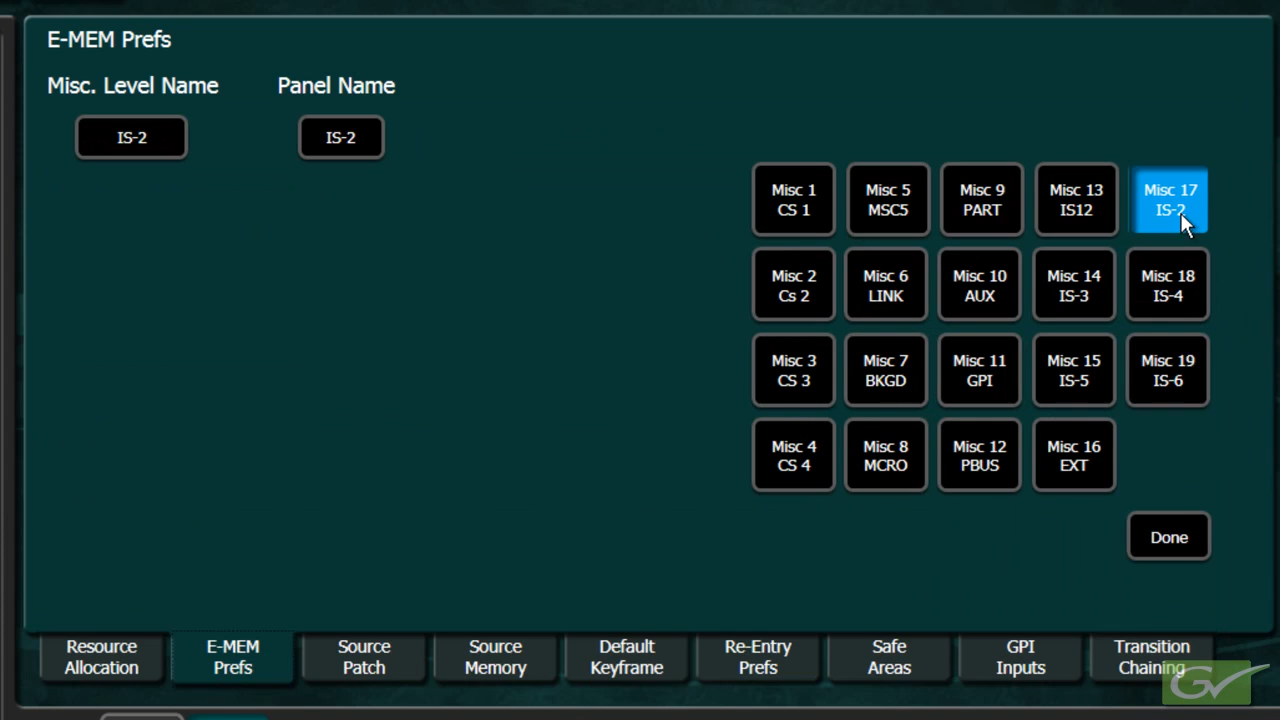 E-MEM Prefs
Misc. Level Name
Panel Name
IS-2
IS-2
Misc 1
CS 1
Misc 5
MSC5
Misc 9
PART
Misc 13
IS12
Misc 17
IS-2
Misc 2
Cs 2
Misc 6
LINK
Misc 10
AUX
Misc 14
IS-3
Misc 18
IS-4
Misc 3
CS 3
Misc 7
BKGD
Misc 11
GPI
Misc 15
IS-5
Misc 19
IS-6
Misc 4
CS 4
Misc 8
MCRO
Misc 12
PBUS
Misc 16
EXT
Done
Resource
Allocation
E-MEM
Prefs
Source
Patch
Source
Memory
Default
Keyframe
Re-Entry
Prefs
Safe
Areas
GPI
Inputs
Transition
Chaining
GV